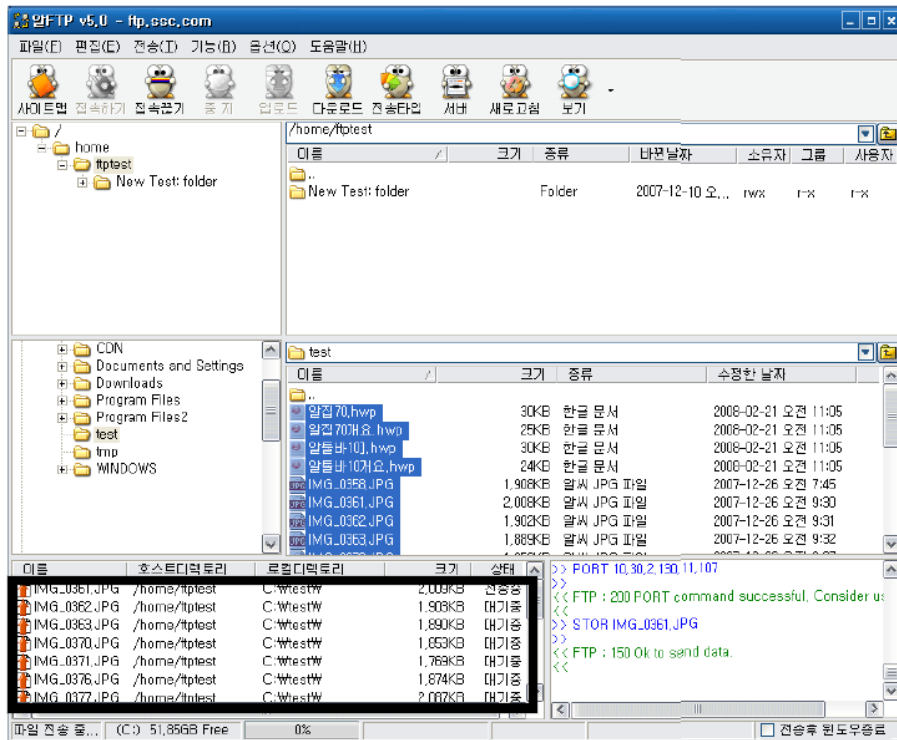 알FTP v5.0 - ftp.ssc.com
파일(F) 편집(E) 전송(T) 기능(B) 옵션(O) 도움말(H)
사이트맵 접속하기 접속끊기 중 지 업로드 다운로드 전송타입 서버 새로고침 보기
/
home
ftptest
New Test: folder
/home/ftptest
이름 크기 종류 바꾼날짜 소유자 그룹 사용자
..
New Test: folder Folder 2007-12-10 오... rwx r-x r-x
CDN
Documents and Settings
Downloads
Program Files
Program Files2
test
tmp
WINDOWS
test
이름 크기 종류 수정한 날짜
..
알집70.hwp 30KB 한글 문서 2008-02-21 오전 11:05
알집70개요.hwp 25KB 한글 문서 2008-02-21 오전 11:05
알툴바10].hwp 30KB 한글 문서 2008-02-21 오전 11:05
알툴바10개요.hwp 24KB 한글 문서 2008-02-21 오전 11:05
IMG_0358.JPG 1,908KB 알씨 JPG 파일 2007-12-26 오전 7:45
IMG_0361.JPG 2,008KB 알씨 JPG 파일 2007-12-26 오전 9:30
IMG_0362.JPG 1,902KB 알씨 JPG 파일 2007-12-26 오전 9:31
IMG_0363.JPG 1,889KB 알씨 JPG 파일 2007-12-26 오전 9:32
이름 호스트디렉토리 로컬디렉토리 크기 상태
IMG_0361.JPG /home/ftptest C:₩test₩ 2,009KB 전송중
IMG_0362.JPG /home/ftptest C:₩test₩ 1,903KB 대기중
IMG_0363.JPG /home/ftptest C:₩test₩ 1,890KB 대기중
IMG_0370.JPG /home/ftptest C:₩test₩ 1,853KB 대기중
IMG_0371.JPG /home/ftptest C:₩test₩ 1,769KB 대기중
IMG_0376.JPG /home/ftptest C:₩test₩ 1,874KB 대기중
IMG_0377.JPG /home/ftptest C:₩test₩ 2,087KB 대기중
>> PORT 10,30,2,130,11,107
>>
<< FTP : 200 PORT command successful. Consider us
<<
>> STOR IMG_0361.JPG
>>
<< FTP : 150 Ok to send data.
<<
파일 전송 중... (C:) 51,85GB Free 0% 전송후 윈도우종료